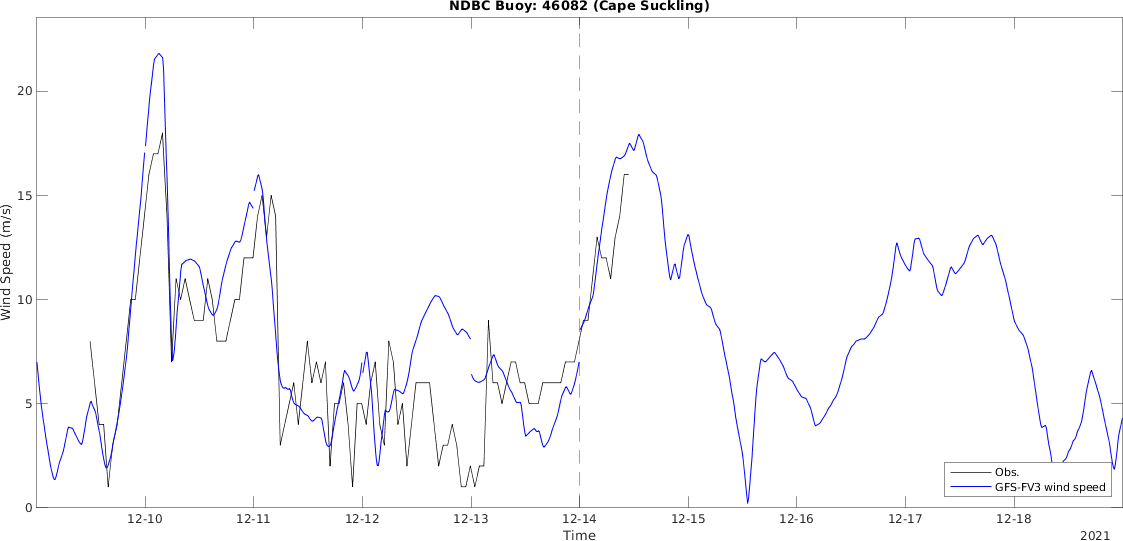 NDBC Buoy: 46082 (Cape Suckling)
Wind Speed (m/s)
20
15
10
5
0
Obs.
GFS-FV3 wind speed
12-10 12-11 12-12 12-13 12-14 12-15 12-16 12-17 12-18
Time
2021